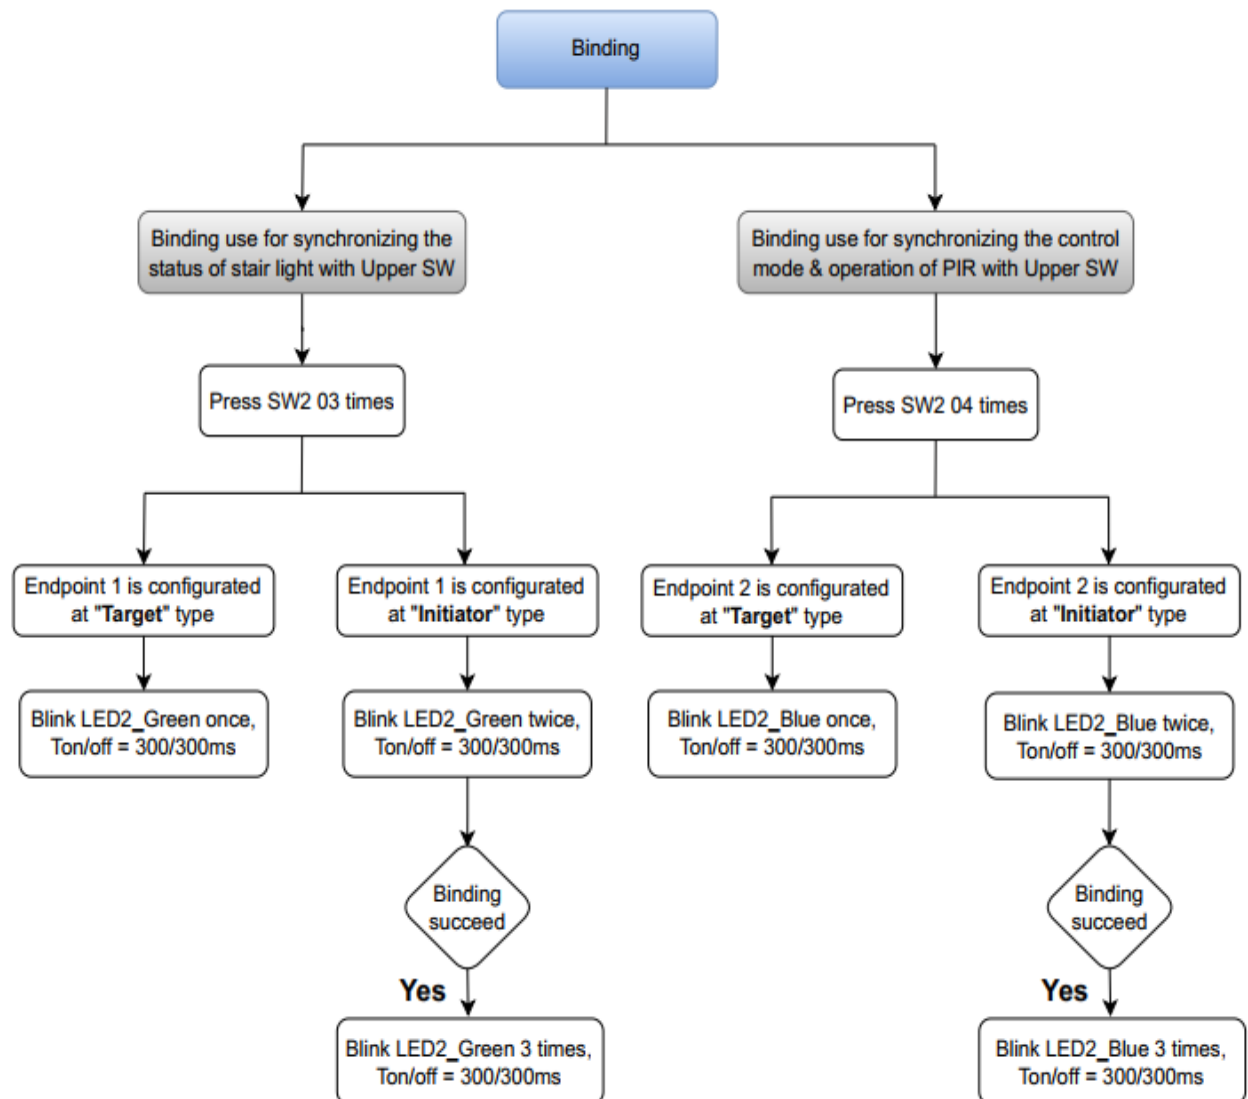 Binding
Binding use for synchronizing the
status of stair light with Upper SW
Binding use for synchronizing the control
mode & operation of PIR with Upper SW
Press SW2 03 times
Press SW2 04 times
Endpoint 1 is configurated
at "Target" type
Endpoint 1 is configurated
at "Initiator" type
Endpoint 2 is configurated
at "Target" type
Endpoint 2 is configurated
at "Initiator" type
Blink LED2_Green once,
Ton/off = 300/300ms
Blink LED2_Green twice,
Ton/off = 300/300ms
Blink LED2_Blue once,
Ton/off = 300/300ms
Blink LED2_Blue twice,
Ton/off = 300/300ms
Binding
succeed
Binding
succeed
Yes
Yes
Blink LED2_Green 3 times,
Ton/off = 300/300ms
Blink LED2_Blue 3 times,
Ton/off = 300/300ms